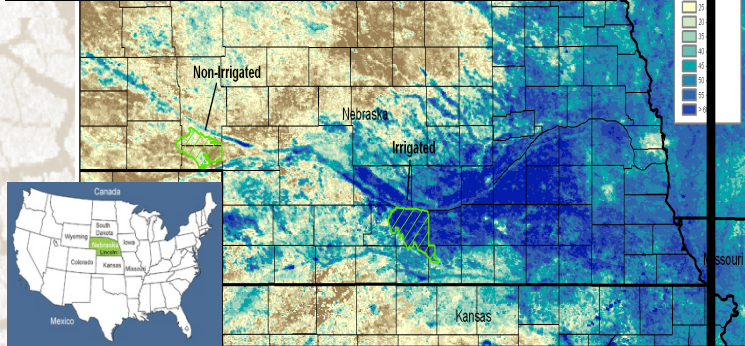 25
20
35
40
45
50
55
> 6
Non-Irrigated
Nebraska
Irrigated
Missouri
Kansas
Canada
South
Dakota
Wyoming
Nebraska
Iowa
Lincoln
Colorado
Kansas
Missouri
Mexico